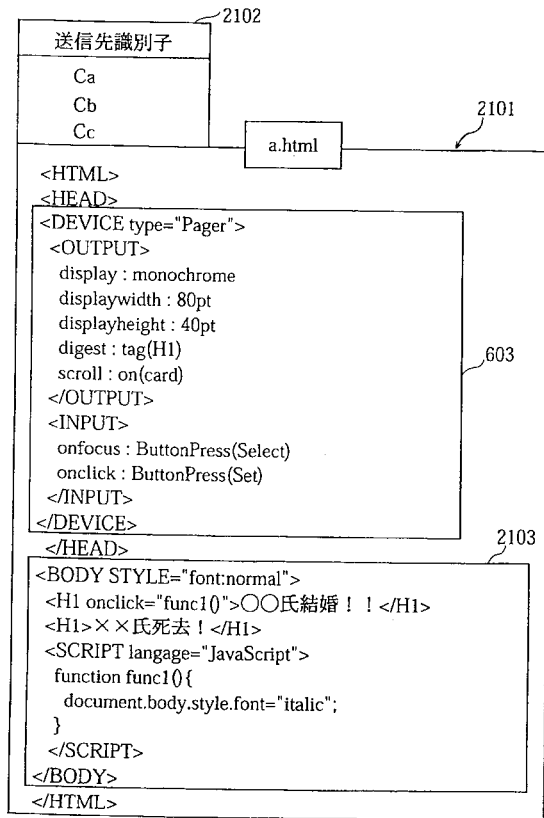 2102
送信先識別子
Ca
Cb
Cc
2101
a.html
<HTML>
<HEAD>
<DEVICE type="Pager">
<OUTPUT>
display : monochrome
displaywidth : 80pt
displayheight : 40pt
digest : tag(H1)
scroll : on(card)
</OUTPUT>
603
<INPUT>
onfocus : ButtonPress(Select)
onclick : ButtonPress(Set)
</INPUT>
</DEVICE>
</HEAD>
2103
<BODY STYLE="font:normal">
<H1 onclick="func1()">〇〇氏結婚！！</H1>
<H1>××氏死去！</H1>
<SCRIPT langage="JavaScript">
function func1(){
document.body.style.font="italic";
}
</SCRIPT>
</BODY>
</HTML>